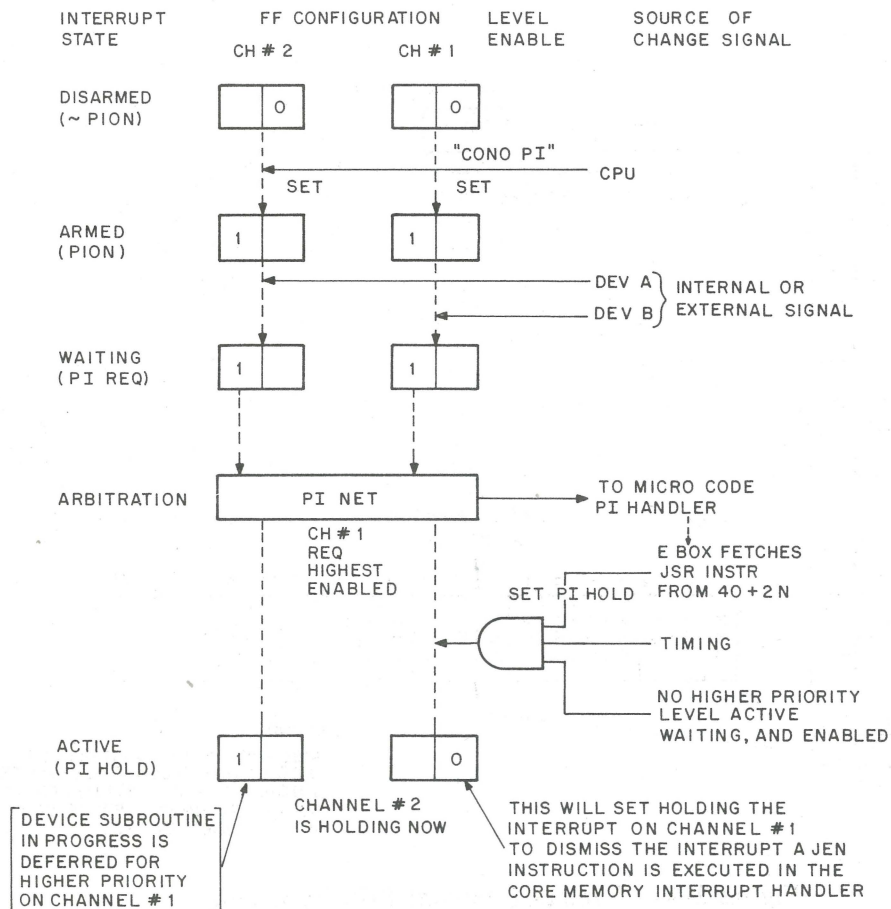 INTERRUPT STATE
FF CONFIGURATION
LEVEL ENABLE
SOURCE OF CHANGE SIGNAL
CH # 2
CH # 1
DISARMED
(~ PION)
0
0
"CONO PI"
CPU
SET
SET
ARMED
(PION)
1
1
DEV A
DEV B
INTERNAL OR
EXTERNAL SIGNAL
WAITING
(PI REQ)
1
1
ARBITRATION
PI NET
TO MICRO CODE
PI HANDLER
CH # 1
REQ
HIGHEST
ENABLED
E BOX FETCHES
JSR INSTR
FROM 40 + 2N
SET PI HOLD
TIMING
NO HIGHER PRIORITY
LEVEL ACTIVE
WAITING, AND ENABLED
ACTIVE
(PI HOLD)
1
0
CHANNEL # 2
IS HOLDING NOW
DEVICE SUBROUTINE
IN PROGRESS IS
DEFERRED FOR
HIGHER PRIORITY
ON CHANNEL # 1
THIS WILL SET HOLDING THE
INTERRUPT ON CHANNEL # 1
TO DISMISS THE INTERRUPT A JEN
INSTRUCTION IS EXECUTED IN THE
CORE MEMORY INTERRUPT HANDLER